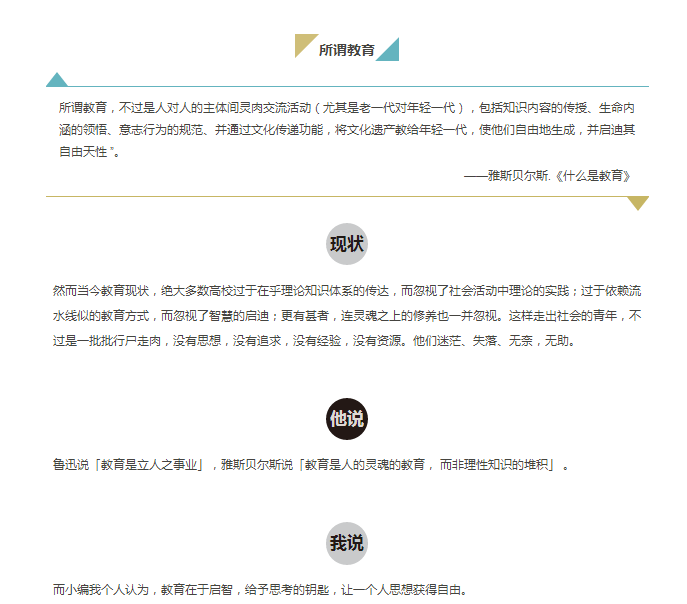 所谓教育
所谓教育，不过是人对人的主体间灵肉交流活动（尤其是老一代对年轻一代），包括知识内容的传授、生命内
涵的领悟、意志行为的规范、并通过文化传递功能，将文化遗产教给年轻一代，使他们自由地生成，并启迪其
自由天性 ”。
——雅斯贝尔斯.《什么是教育》
现状
然而当今教育现状，绝大多数高校过于在乎理论知识体系的传达，而忽视了社会活动中理论的实践；过于依赖流
水线似的教育方式，而忽视了智慧的启迪；更有甚者，连灵魂之上的修养也一并忽视。这样走出社会的青年，不
过是一批批行尸走肉，没有思想，没有追求，没有经验，没有资源。他们迷茫、失落、无奈，无助。
他说
鲁迅说「教育是立人之事业」，雅斯贝尔斯说「教育是人的灵魂的教育， 而非理性知识的堆积」 。
我说
而小编我个人认为，教育在于启智，给予思考的钥匙，让一个人思想获得自由。